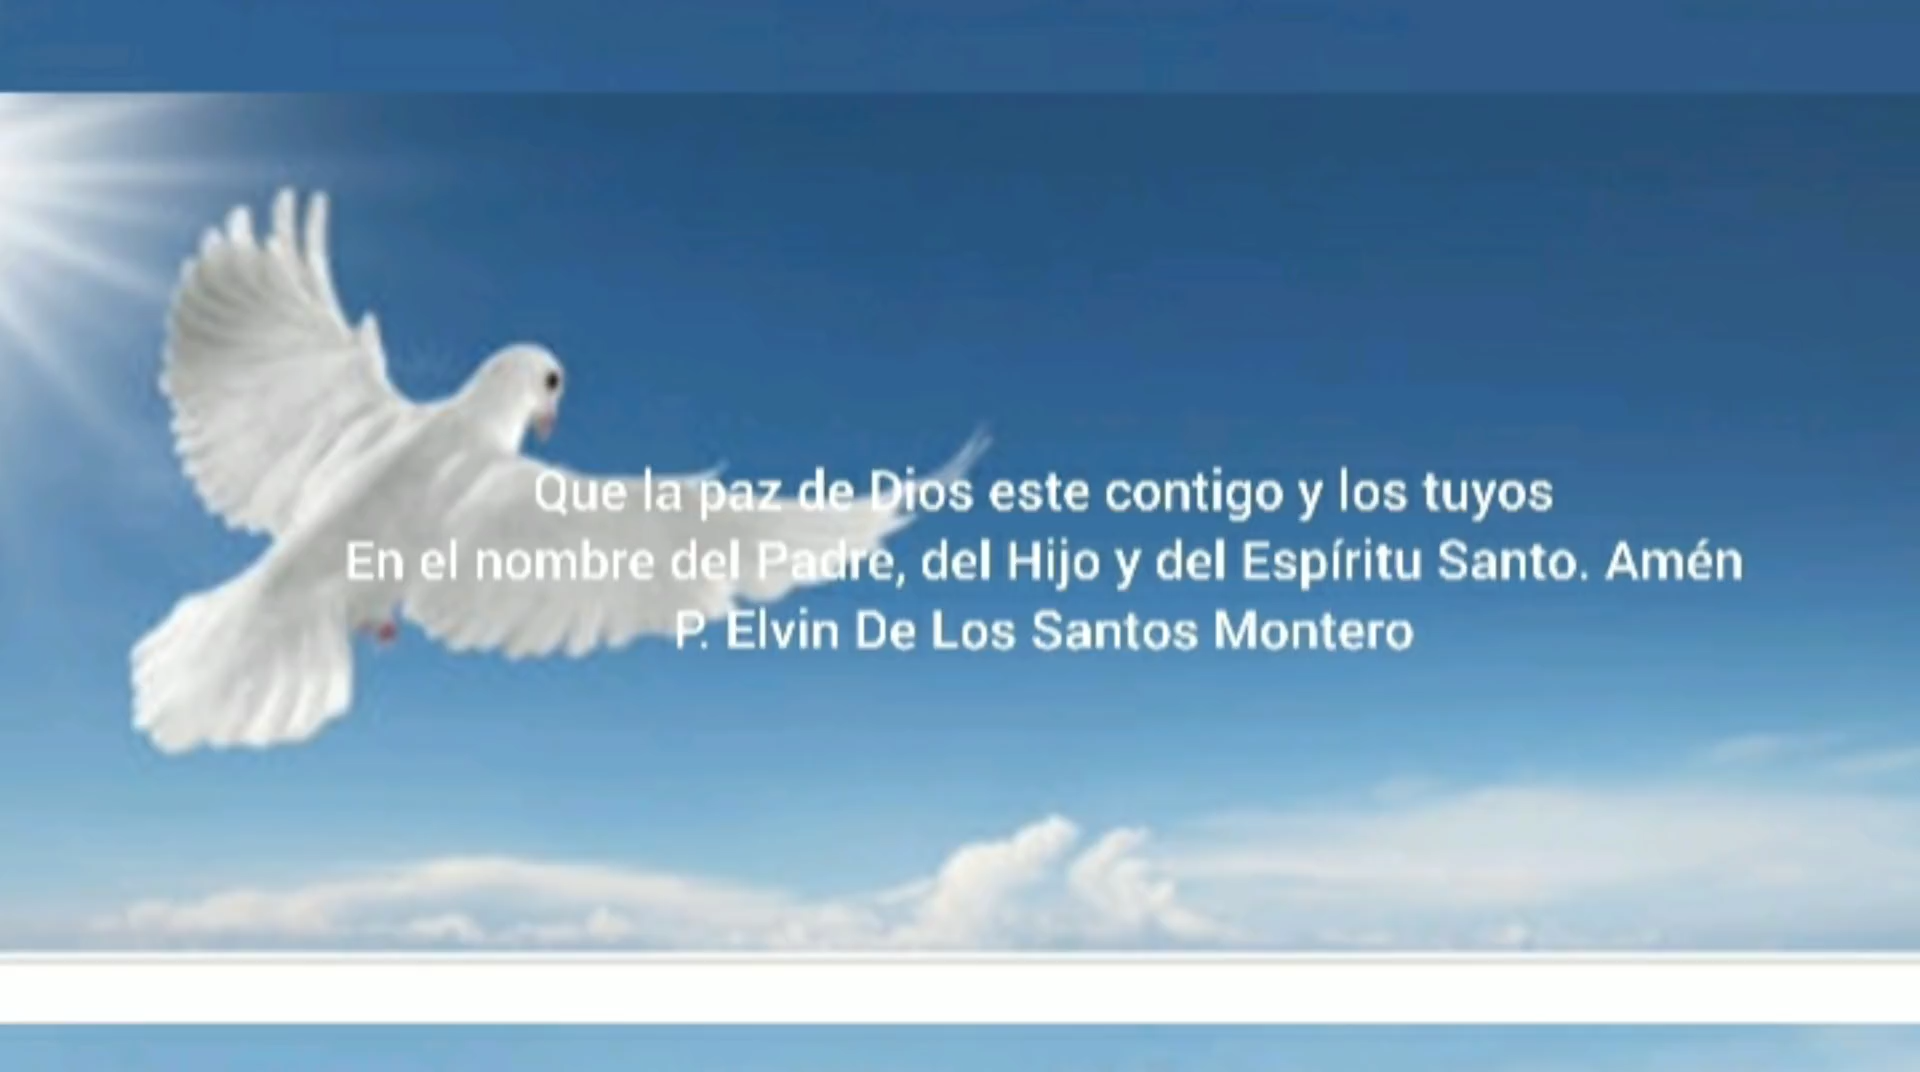 Que la paz de Dios este contigo y los tuyos
En el nombre del Padre, del Hijo y del Espíritu Santo. Amén
P. Elvin De Los Santos Montero